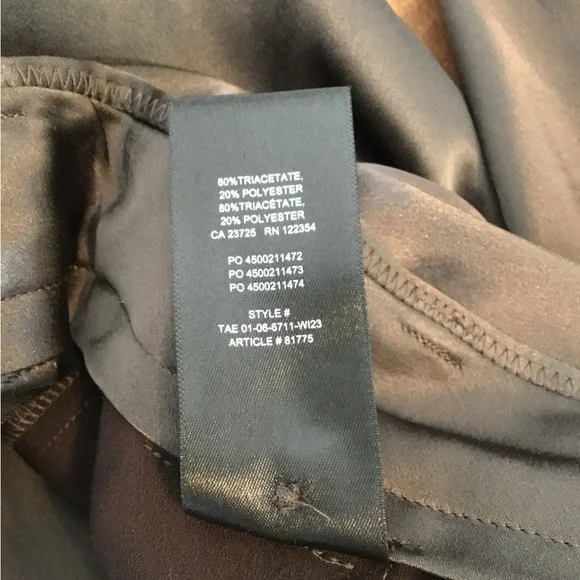 80%TRIACETATE,
20% POLYESTER
80%TRIACÉTATE,
20% POLYESTER
CA 23725 RN 122354
PO 4500211472
PO 4500211473
PO 4500211474
STYLE #
TAE 01-06-8711-WI23
ARTICLE # 81775